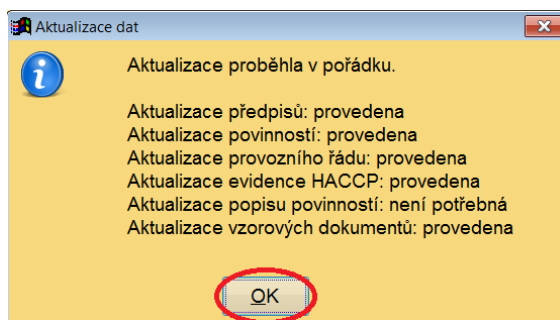 Aktualizace dat
Aktualizace proběhla v pořádku.
Aktualizace předpisů: provedena
Aktualizace povinností: provedena
Aktualizace provozního řádu: provedena
Aktualizace evidence HACCP: provedena
Aktualizace popisu povinností: není potřebná
Aktualizace vzorových dokumentů: provedena
OK